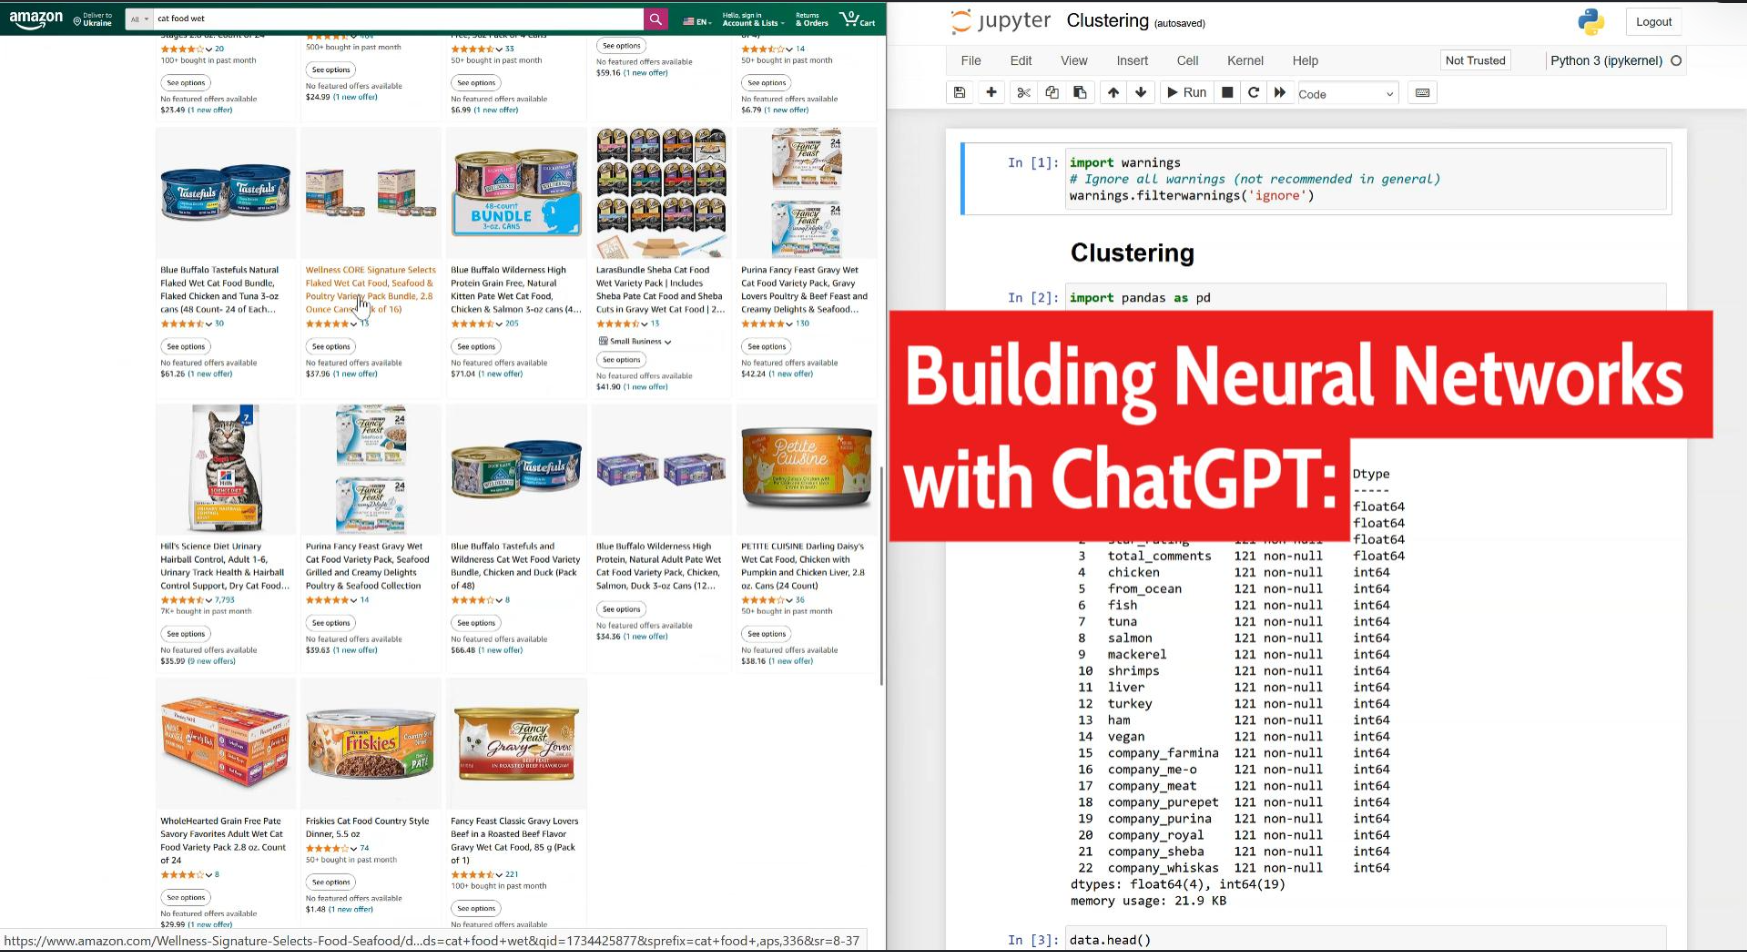 amazon
Deliver to
Ukraine
All
cat food wet
EN
Hello, sign in
Account & Lists
Returns
& Orders
0
Cart
20
100+ bought in past month
See options
No featured offers available
$23.49 (1 new offer)
500+ bought in past month
See options
No featured offers available
$24.99 (1 new offer)
33
50+ bought in past month
See options
No featured offers available
$6.99 (1 new offer)
See options
No featured offers available
$59.16 (1 new offer)
14
50+ bought in past month
See options
No featured offers available
$6.79 (1 new offer)
Tastefuls Tastefuls
48-count
BUNDLE
3-oz. CANS
Fancy Feast
24
Fancy Feast
24
Blue Buffalo Tastefuls Natural
Flaked Wet Cat Food Bundle,
Flaked Chicken and Tuna 3-oz
cans (48 Count- 24 of Each...
30
See options
No featured offers available
$61.26 (1 new offer)
Wellness CORE Signature Selects
Flaked Wet Cat Food, Seafood &
Poultry Variety Pack Bundle, 2.8
Ounce Cans k of 16)
13
See options
No featured offers available
$37.96 (1 new offer)
Blue Buffalo Wilderness High
Protein Grain Free, Natural
Kitten Pate Wet Cat Food,
Chicken & Salmon 3-oz cans (4...
205
See options
No featured offers available
$71.04 (1 new offer)
LarasBundle Sheba Cat Food
Wet Variety Pack | Includes
Sheba Pate Cat Food and Sheba
Cuts in Gravy Wet Cat Food | 2...
13
Small Business
See options
No featured offers available
$41.90 (1 new offer)
Purina Fancy Feast Gravy Wet
Cat Food Variety Pack, Gravy
Lovers Poultry & Beef Feast and
Creamy Delights & Seafood...
130
See options
No featured offers available
$42.24 (1 new offer)
7
Hill's
SCIENCE DIET
Fancy Feast
24
Fancy Feast
24
Tastefuls
Petite
Cuisine
Hill's Science Diet Urinary
Hairball Control, Adult 1-6,
Urinary Track Health & Hairball
Control Support, Dry Cat Food...
7,793
7K+ bought in past month
See options
No featured offers available
$35.99 (9 new offers)
Purina Fancy Feast Gravy Wet
Cat Food Variety Pack, Seafood
Grilled and Creamy Delights
Poultry & Seafood Collection
14
See options
No featured offers available
$39.63 (1 new offer)
Blue Buffalo Tastefuls and
Wilderness Cat Wet Food Variety
Bundle, Chicken and Duck (Pack
of 48)
8
See options
No featured offers available
$66.48 (1 new offer)
Blue Buffalo Wilderness High
Protein, Natural Adult Pate Wet
Cat Food Variety Pack, Chicken,
Salmon, Duck 3-oz Cans (12...
See options
No featured offers available
$34.36 (1 new offer)
PETITE CUISINE Darling Daisy's
Wet Cat Food, Chicken with
Pumpkin and Chicken Liver, 2.8
oz. Cans (24 Count)
36
50+ bought in past month
See options
No featured offers available
$38.16 (1 new offer)
Friskies
PATÉ
Fancy
Feast
Gravy Lovers
WholeHearted Grain Free Pate
Savory Favorites Adult Wet Cat
Food Variety Pack 2.8 oz. Count
of 24
8
See options
No featured offers available
$29.99 (1 new offer)
Friskies Cat Food Country Style
Dinner, 5.5 oz
74
50+ bought in past month
See options
No featured offers available
$1.48 (1 new offer)
Fancy Feast Classic Gravy Lovers
Beef in a Roasted Beef Flavor
Gravy Wet Cat Food, 85 g (Pack
of 1)
221
100+ bought in past month
See options
No featured offers available
https://www.amazon.com/Wellness-Signature-Selects-Food-Seafood/d...ds=cat+food+wet&qid=1734425877&sprefix=cat+food+,aps,336&sr=8-37
jupyter Clustering (autosaved)
Logout
File Edit View Insert Cell Kernel Help
Not Trusted
Python 3 (ipykernel)
Run
Code
In [1]: import warnings
# Ignore all warnings (not recommended in general)
warnings.filterwarnings('ignore')
Clustering
In [2]: import pandas as pd
Building Neural Networks
with ChatGPT:
Dtype
-----
float64
float64
2 star_rating float64
3 total_comments 121 non-null float64
4 chicken 121 non-null int64
5 from_ocean 121 non-null int64
6 fish 121 non-null int64
7 tuna 121 non-null int64
8 salmon 121 non-null int64
9 mackerel 121 non-null int64
10 shrimps 121 non-null int64
11 liver 121 non-null int64
12 turkey 121 non-null int64
13 ham 121 non-null int64
14 vegan 121 non-null int64
15 company_farmina 121 non-null int64
16 company_me-o 121 non-null int64
17 company_meat 121 non-null int64
18 company_purepet 121 non-null int64
19 company_purina 121 non-null int64
20 company_royal 121 non-null int64
21 company_sheba 121 non-null int64
22 company_whiskas 121 non-null int64
dtypes: float64(4), int64(19)
memory usage: 21.9 KB
In [3]: data.head()